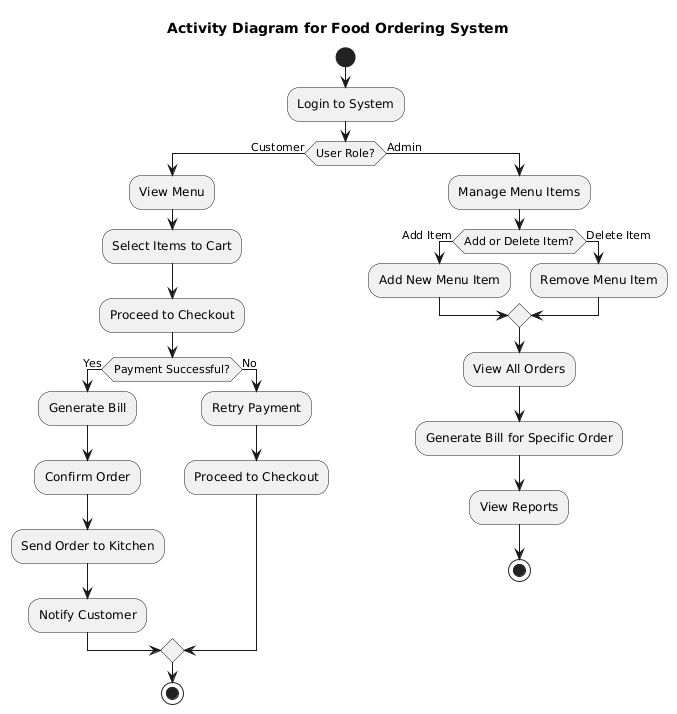 Activity Diagram for Food Ordering System
Login to System
User Role?
Customer
Admin
View Menu
Select Items to Cart
Proceed to Checkout
Payment Successful?
Yes
No
Generate Bill
Confirm Order
Send Order to Kitchen
Notify Customer
Retry Payment
Proceed to Checkout
Manage Menu Items
Add or Delete Item?
Add Item
Delete Item
Add New Menu Item
Remove Menu Item
View All Orders
Generate Bill for Specific Order
View Reports